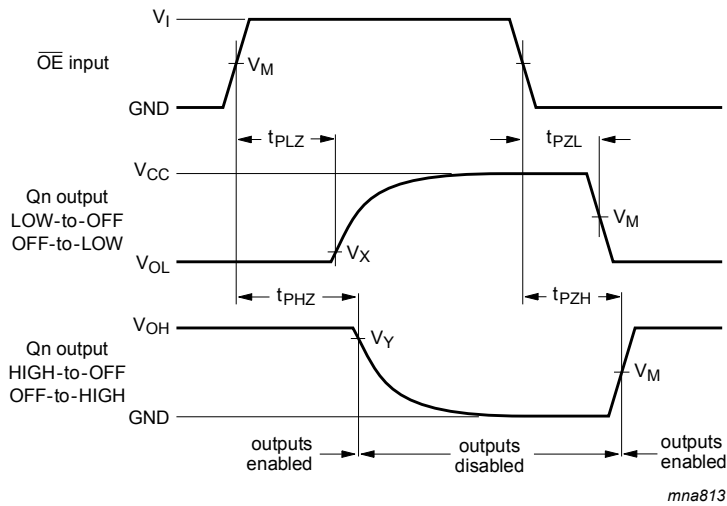 V_I
OE input
V_M
GND
t_PLZ
t_PZL
V_CC
Qn output
LOW-to-OFF
OFF-to-LOW
V_M
V_X
V_OL
t_PHZ
t_PZH
V_OH
V_Y
Qn output
HIGH-to-OFF
OFF-to-HIGH
V_M
GND
outputs
enabled
outputs
disabled
outputs
enabled
mna813